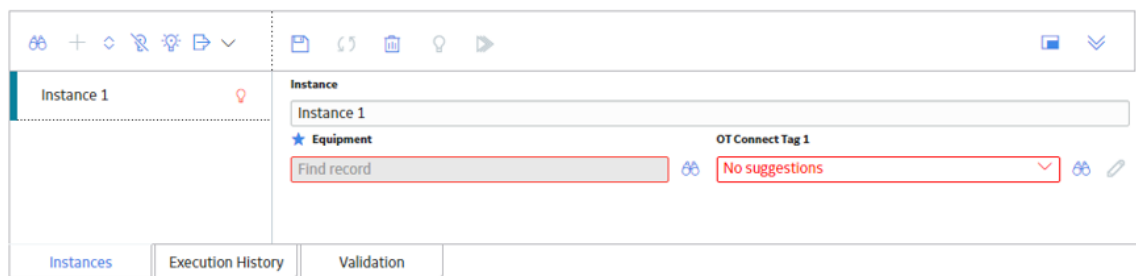 Instance 1
Instance
Instance 1
Equipment
OT Connect Tag 1
Find record
No suggestions
Instances
Execution History
Validation